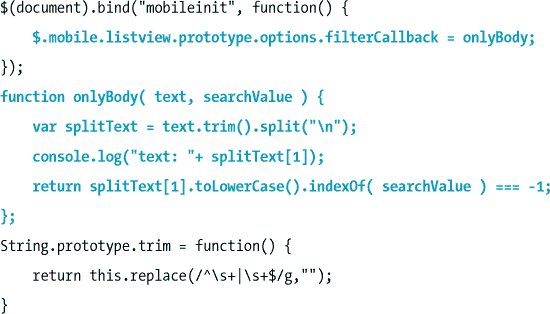 $(document).bind("mobileinit", function() {
    $.mobile.listview.prototype.options.filterCallback = onlyBody;
});
function onlyBody( text, searchValue ) {
    var splitText = text.trim().split("\n");
    console.log("text: "+ splitText[1]);
    return splitText[1].toLowerCase().indexOf( searchValue ) === -1;
};
String.prototype.trim = function() {
    return this.replace(/^\s+|\s+$/g,"");
}